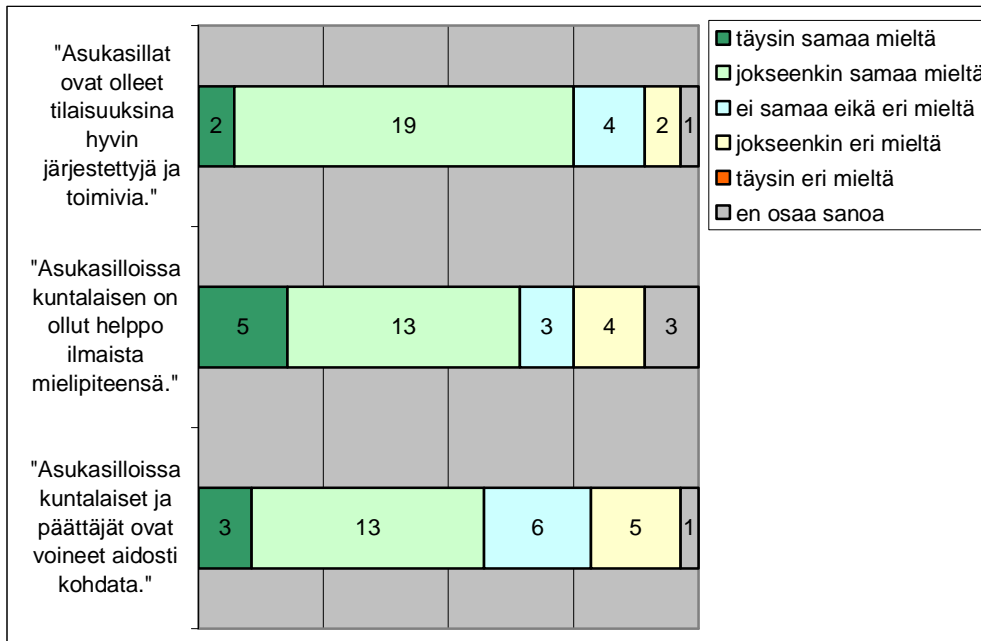 "Asukasillat
ovat olleet
tilaisuuksina
hyvin
järjestettyjä ja
toimivia."
2 19 4 2 1
"Asukasilloissa
kuntalaisen on
ollut helppo
ilmaista
mielipiteensä."
5 13 3 4 3
"Asukasilloissa
kuntalaiset ja
päättäjät ovat
voineet aidosti
kohdata."
3 13 6 5 1
täysin samaa mieltä
jokseenkin samaa mieltä
ei samaa eikä eri mieltä
jokseenkin eri mieltä
täysin eri mieltä
en osaa sanoa